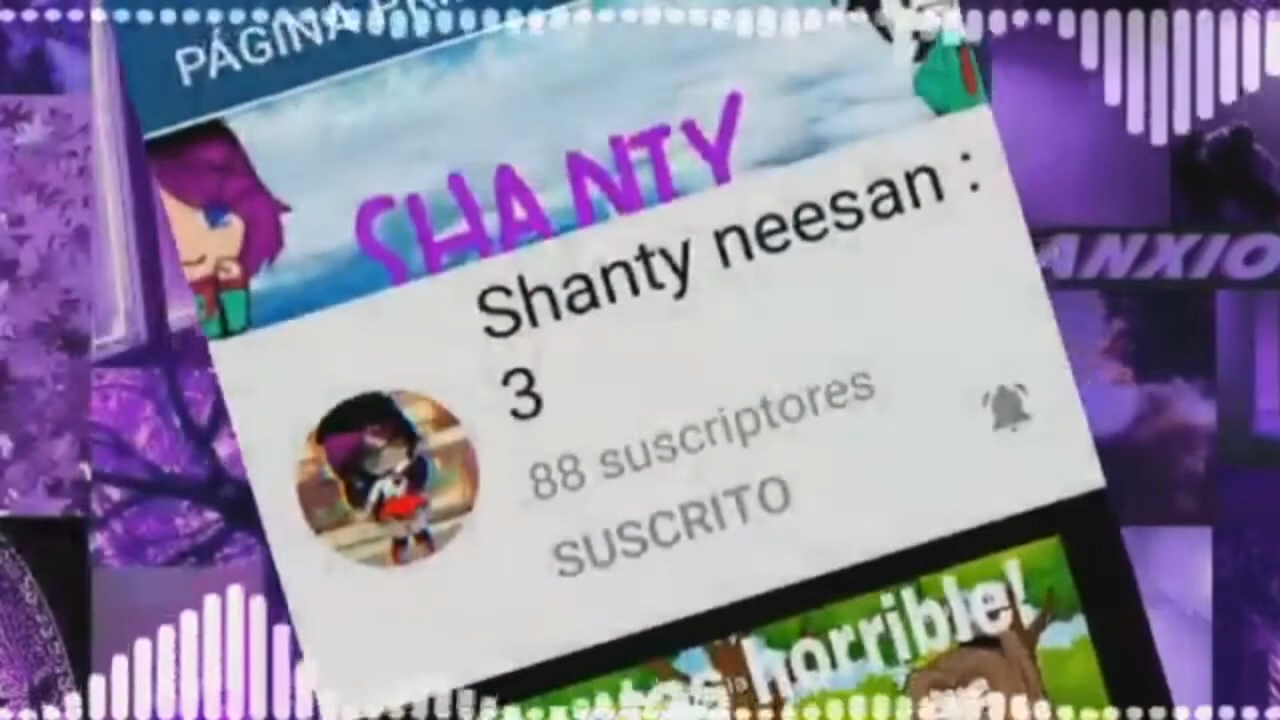 PÁGINA
SHANTY
Shanty neesan :
3
88 suscriptores
SUSCRITO
horrible!
ANXIO